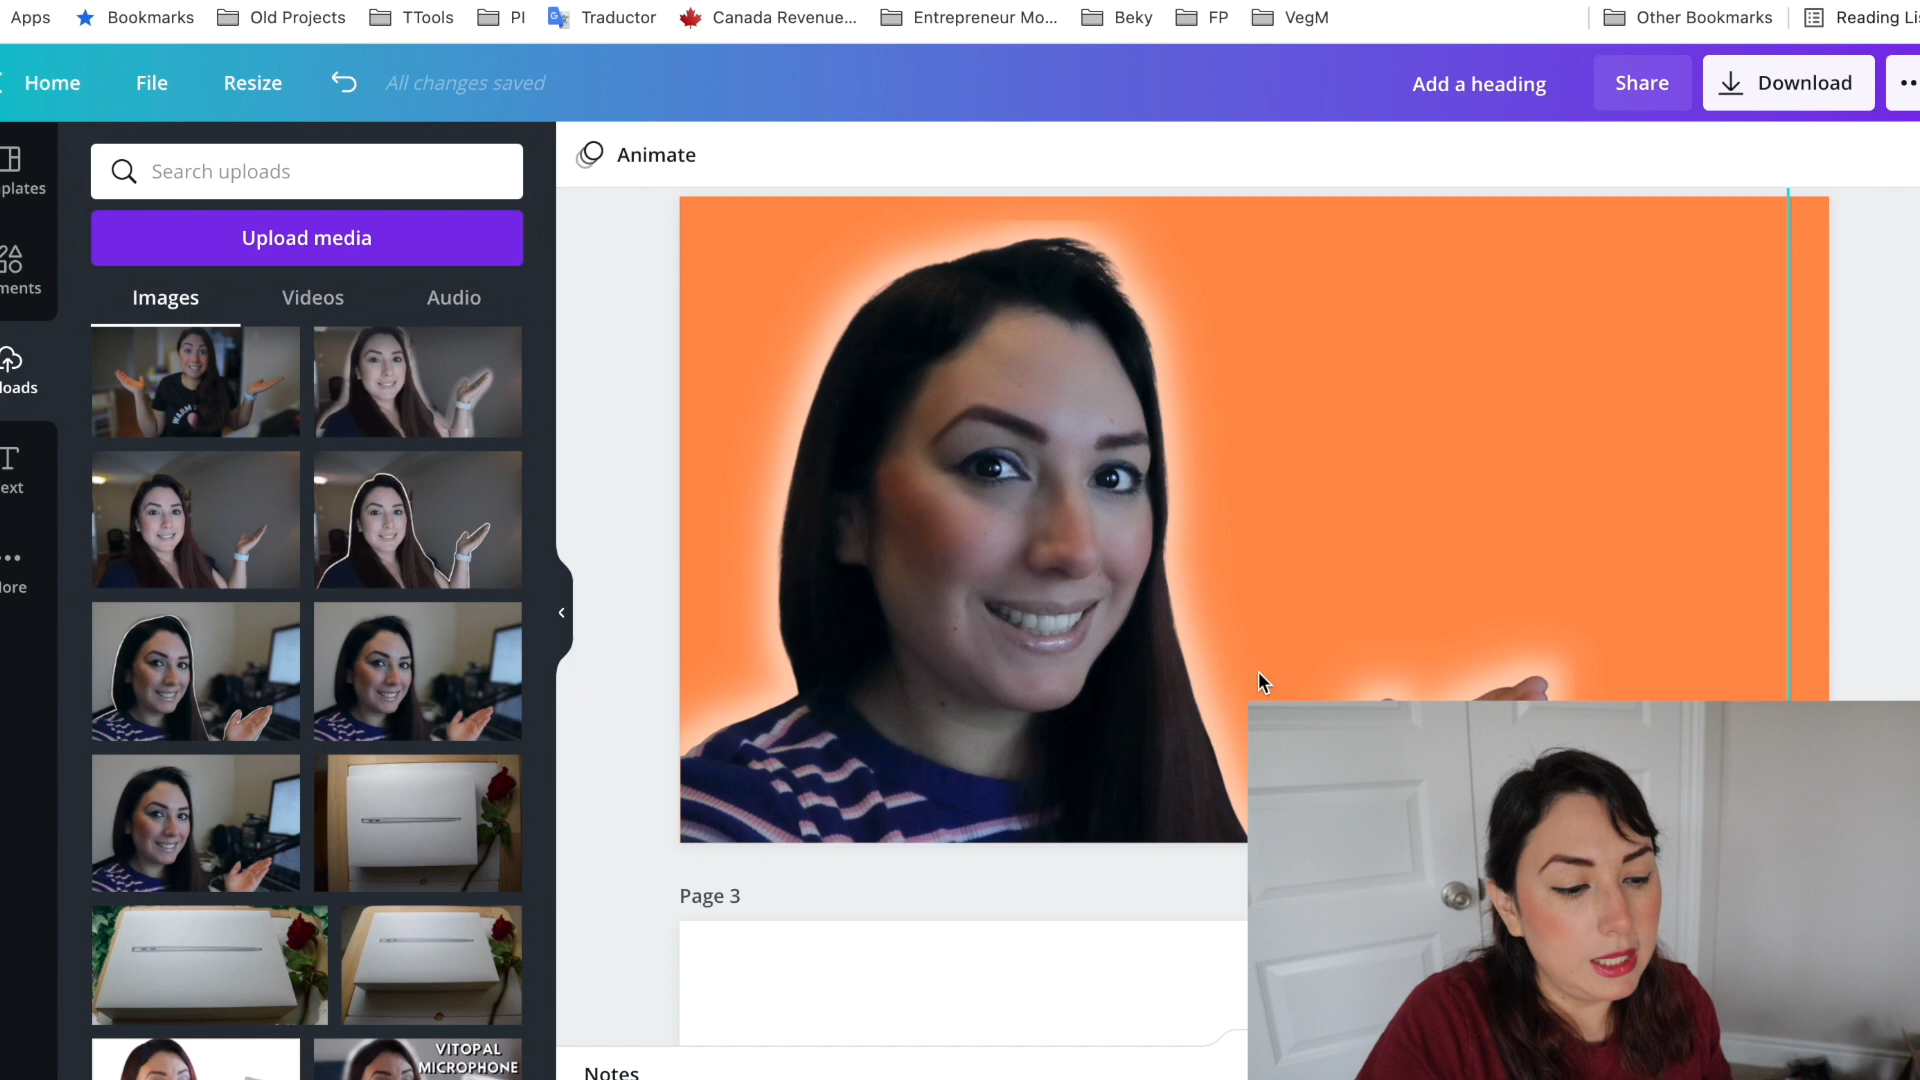 Apps Bookmarks Old Projects TTools PI Traductor Canada Revenue... Entrepreneur Mo... Beky FP VegM Other Bookmarks Reading Lis
Home File Resize All changes saved Add a heading Share Download
Animate
Search uploads
Upload media
Images Videos Audio
plates
ments
loads
ext
ore
Page 3
VITOPAL
MICROPHONE
Notes